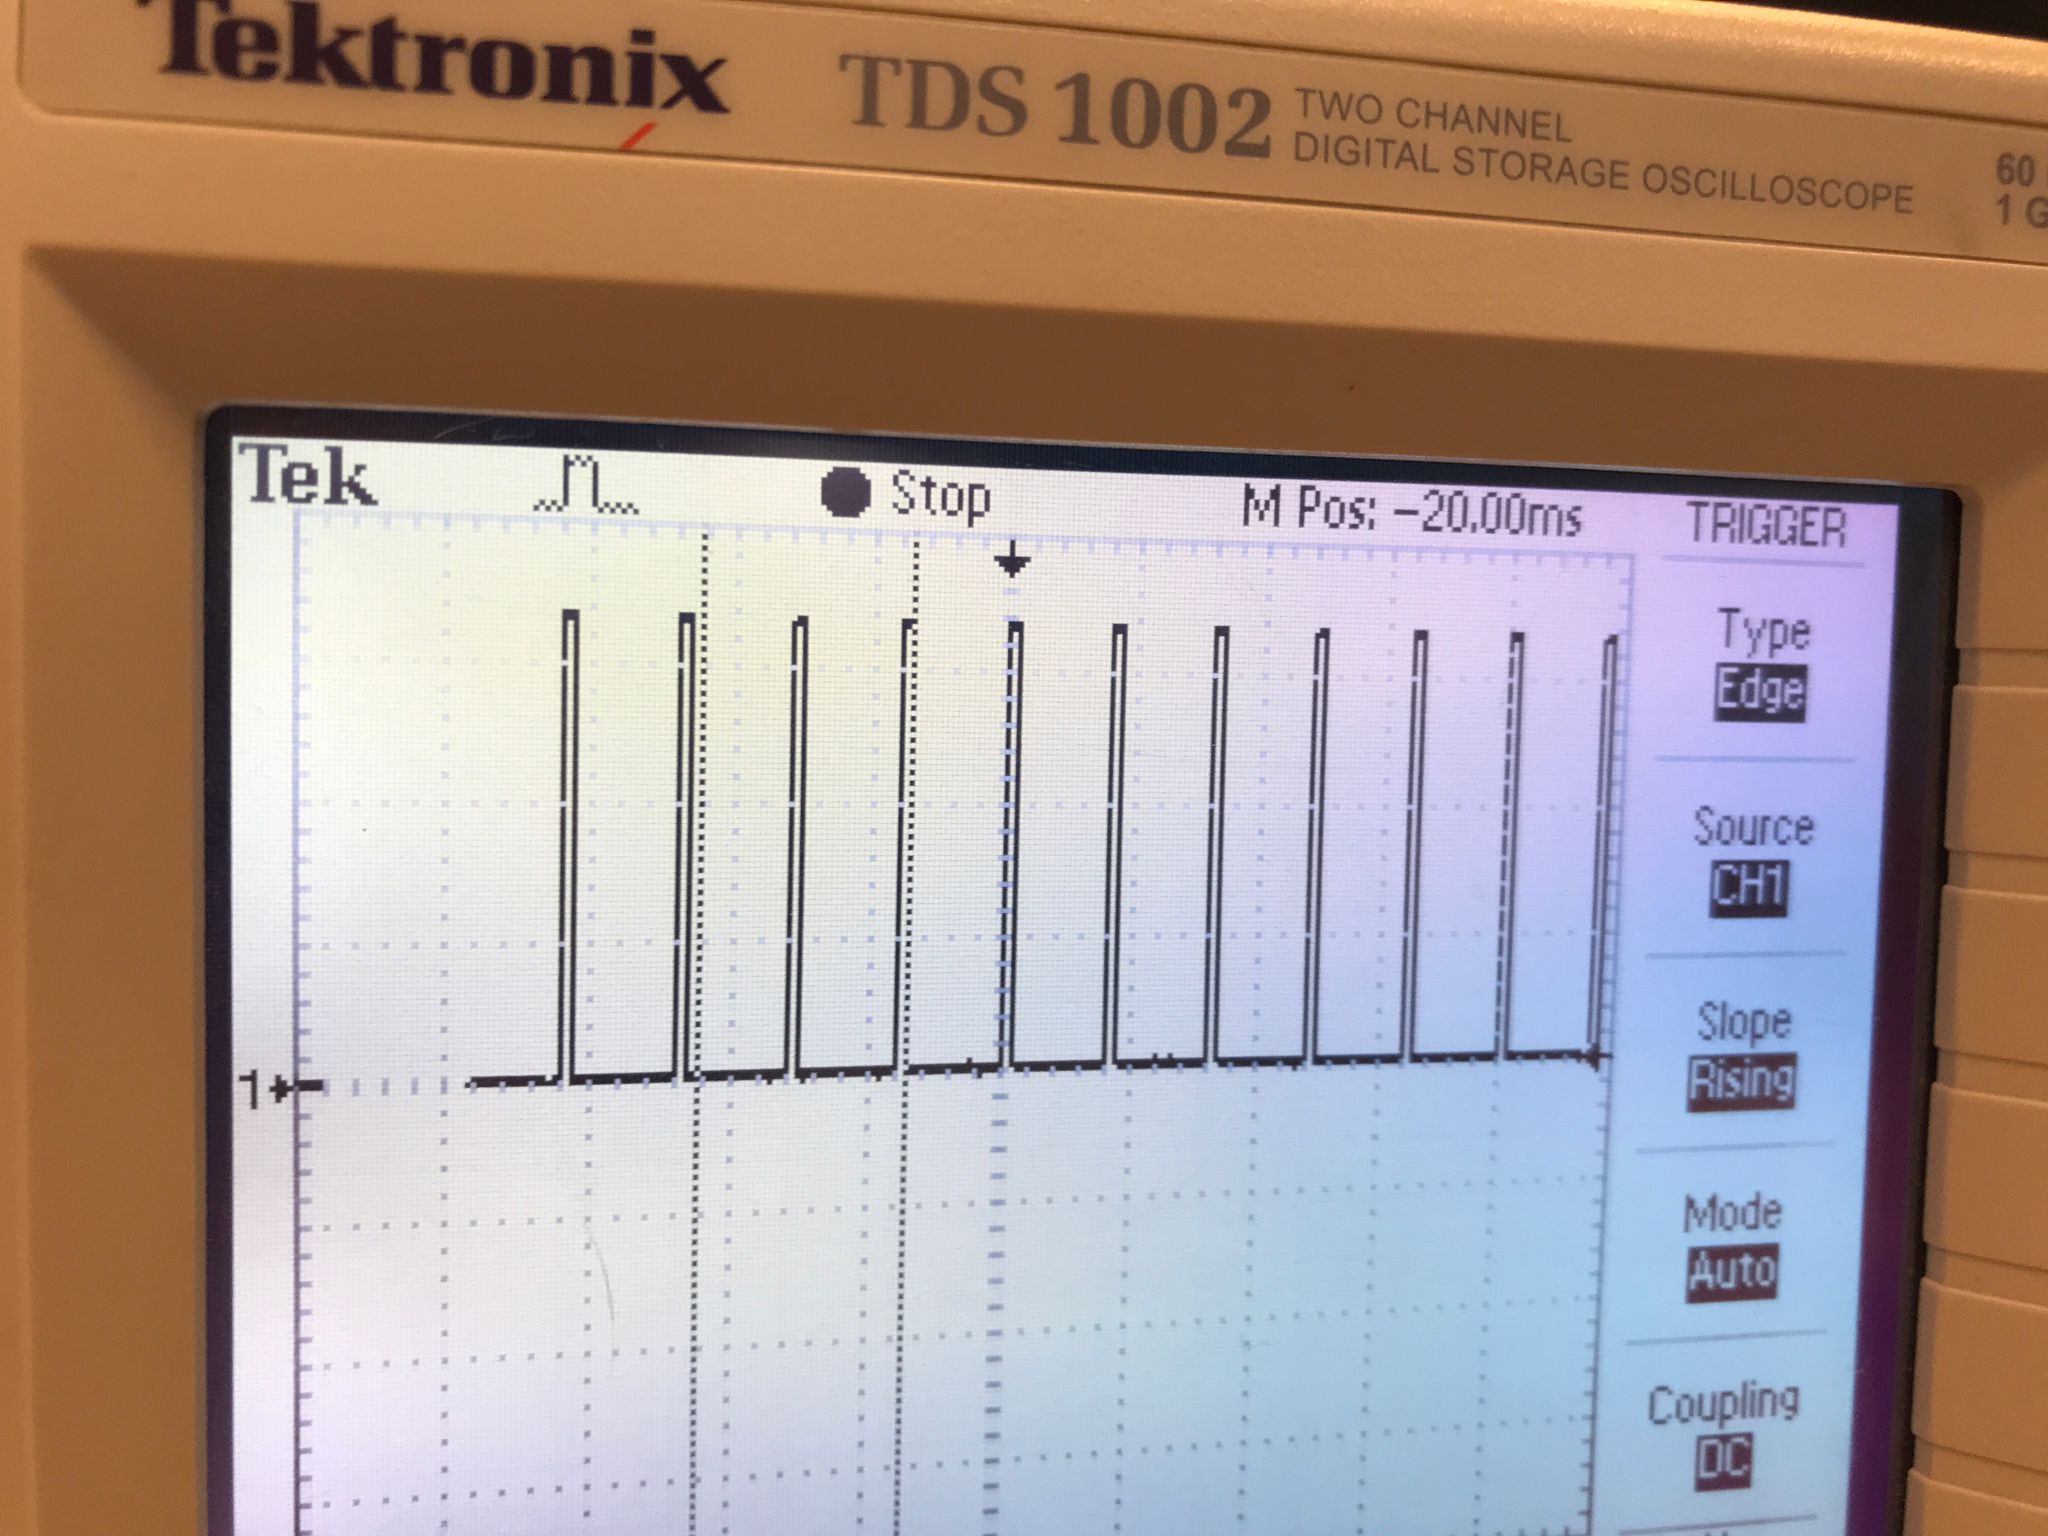 Tektronix
TDS 1002
TWO CHANNEL
DIGITAL STORAGE OSCILLOSCOPE
60
1 G
Tek
Stop
M Pos: -20.00ms
TRIGGER
Type
Edge
Source
CH1
Slope
Rising
Mode
Auto
Coupling
DC
1